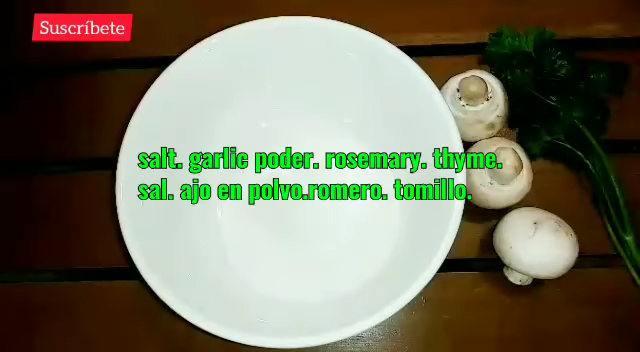 Suscríbete
salt. garlic poder. rosemary. thyme.
sal. ajo en polvo.romero. tomillo.